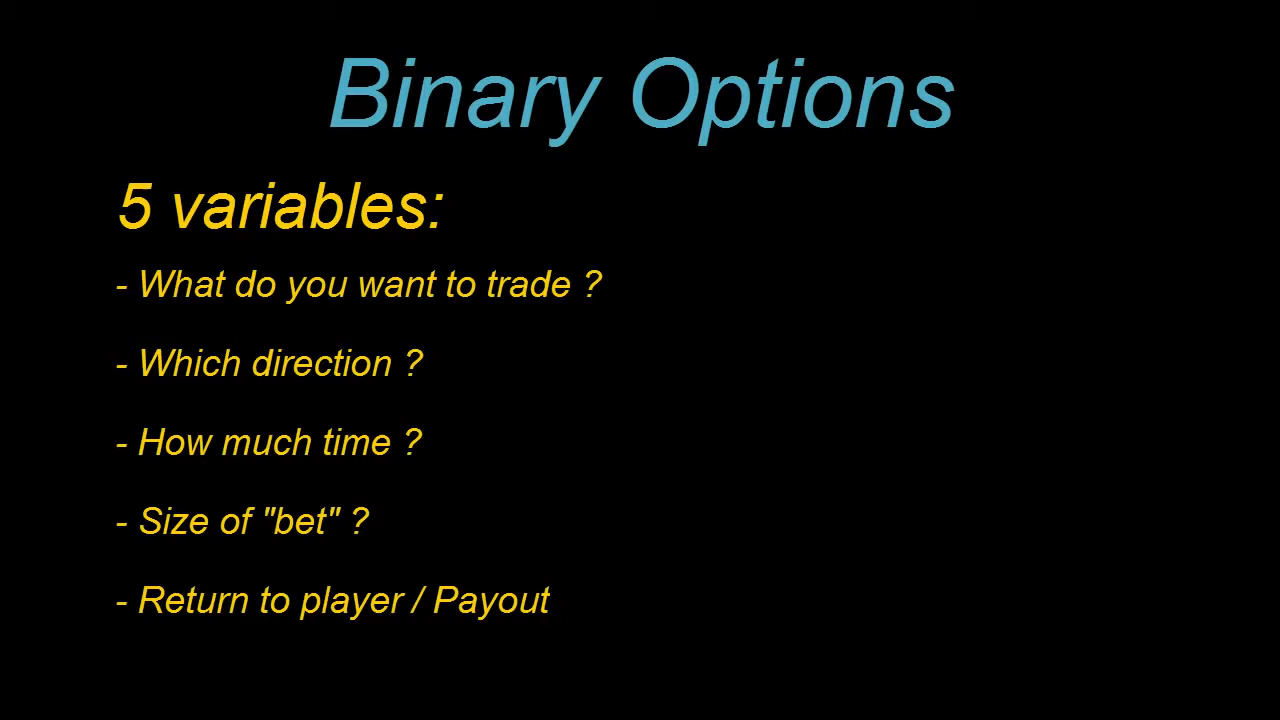 Binary Options
5 variables:
- What do you want to trade ?
- Which direction ?
- How much time ?
- Size of "bet" ?
- Return to player / Payout